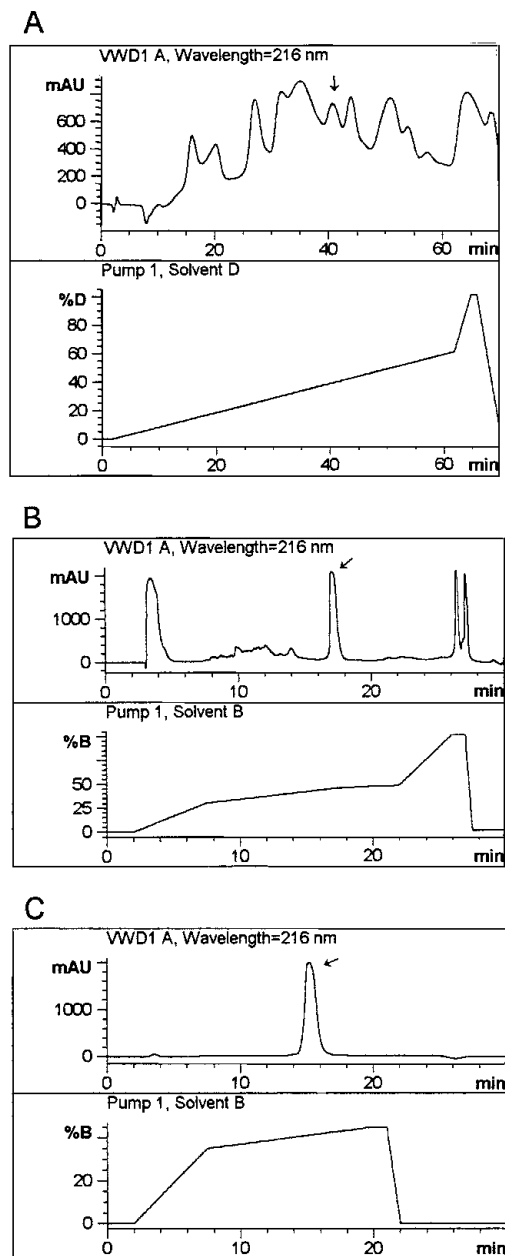 A
VWD1 A, Wavelength=216 nm
mAU
600
400
200
0
0 20 40 60 min
Pump 1, Solvent D
%D
80
60
40
20
0
0 20 40 60 min
B
VWD1 A, Wavelength=216 nm
mAU
1000
0
0 10 20 min
Pump 1, Solvent B
%B
50
25
0
0 10 20 min
C
VWD1 A, Wavelength=216 nm
mAU
1000
0
0 10 20 min
Pump 1, Solvent B
%B
20
0
0 10 20 min